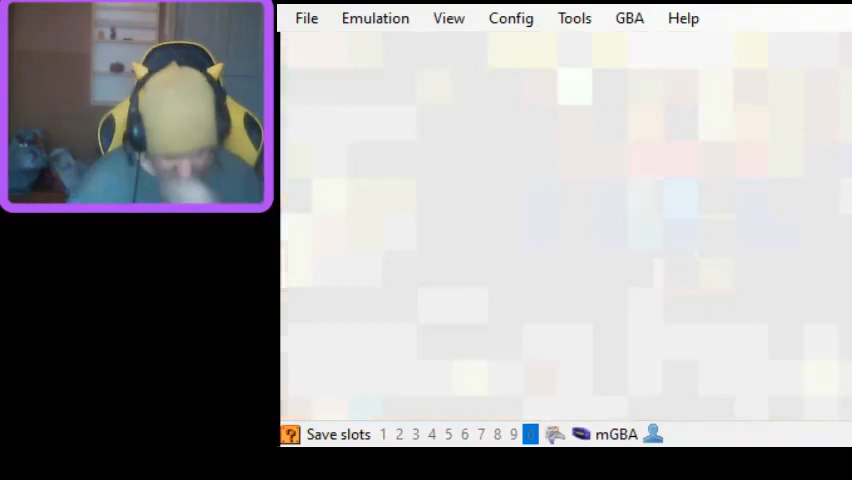 File Emulation View Config Tools GBA Help
Save slots 1 2 3 4 5 6 7 8 9 mGBA